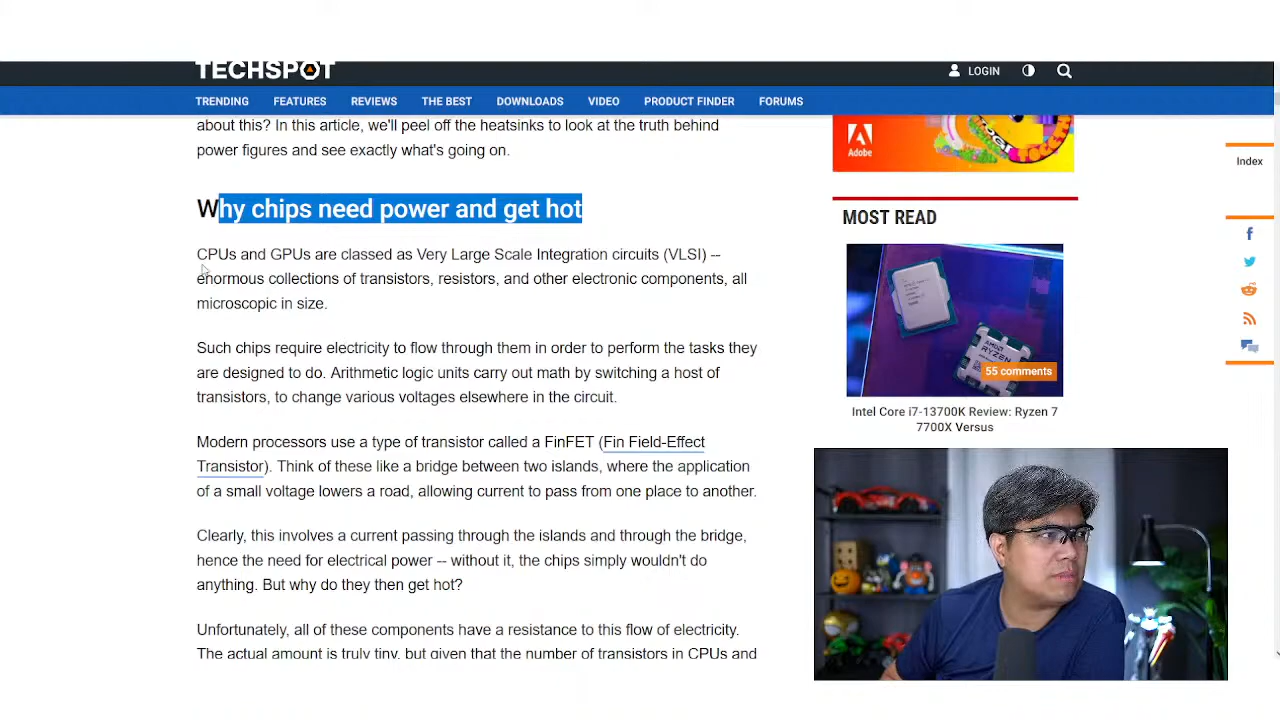 TECHSPOT
LOGIN
TRENDING FEATURES REVIEWS THE BEST DOWNLOADS VIDEO PRODUCT FINDER FORUMS
about this? In this article, we'll peel off the heatsinks to look at the truth behind
power figures and see exactly what's going on.
Why chips need power and get hot
CPUs and GPUs are classed as Very Large Scale Integration circuits (VLSI) --
enormous collections of transistors, resistors, and other electronic components, all
microscopic in size.
Such chips require electricity to flow through them in order to perform the tasks they
are designed to do. Arithmetic logic units carry out math by switching a host of
transistors, to change various voltages elsewhere in the circuit.
Modern processors use a type of transistor called a FinFET (Fin Field-Effect
Transistor). Think of these like a bridge between two islands, where the application
of a small voltage lowers a road, allowing current to pass from one place to another.
Clearly, this involves a current passing through the islands and through the bridge,
hence the need for electrical power -- without it, the chips simply wouldn't do
anything. But why do they then get hot?
Unfortunately, all of these components have a resistance to this flow of electricity.
The actual amount is truly tiny, but given that the number of transistors in CPUs and
Adobe
MOST READ
AMD
RYZEN
55 comments
Intel Core i7-13700K Review: Ryzen 7
7700X Versus
Index